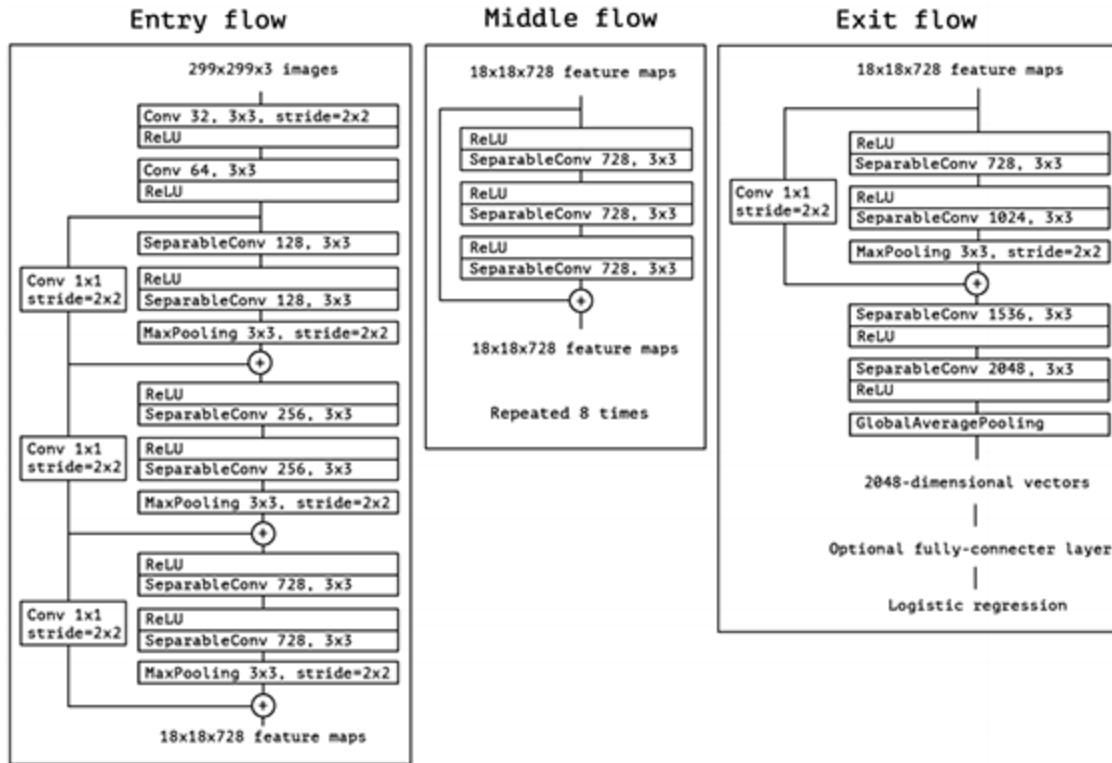 Entry flow
299x299x3 images
Conv 32, 3x3, stride=2x2
ReLU
Conv 64, 3x3
ReLU
SeparableConv 128, 3x3
Conv 1x1
stride=2x2
ReLU
SeparableConv 128, 3x3
MaxPooling 3x3, stride=2x2
+
ReLU
SeparableConv 256, 3x3
Conv 1x1
stride=2x2
ReLU
SeparableConv 256, 3x3
MaxPooling 3x3, stride=2x2
+
ReLU
SeparableConv 728, 3x3
Conv 1x1
stride=2x2
ReLU
SeparableConv 728, 3x3
MaxPooling 3x3, stride=2x2
+
18x18x728 feature maps
Middle flow
18x18x728 feature maps
ReLU
SeparableConv 728, 3x3
ReLU
SeparableConv 728, 3x3
ReLU
SeparableConv 728, 3x3
+
18x18x728 feature maps
Repeated 8 times
Exit flow
18x18x728 feature maps
ReLU
SeparableConv 728, 3x3
Conv 1x1
stride=2x2
ReLU
SeparableConv 1024, 3x3
MaxPooling 3x3, stride=2x2
+
SeparableConv 1536, 3x3
ReLU
SeparableConv 2048, 3x3
ReLU
GlobalAveragePooling
2048-dimensional vectors
Optional fully-connecter layer
Logistic regression